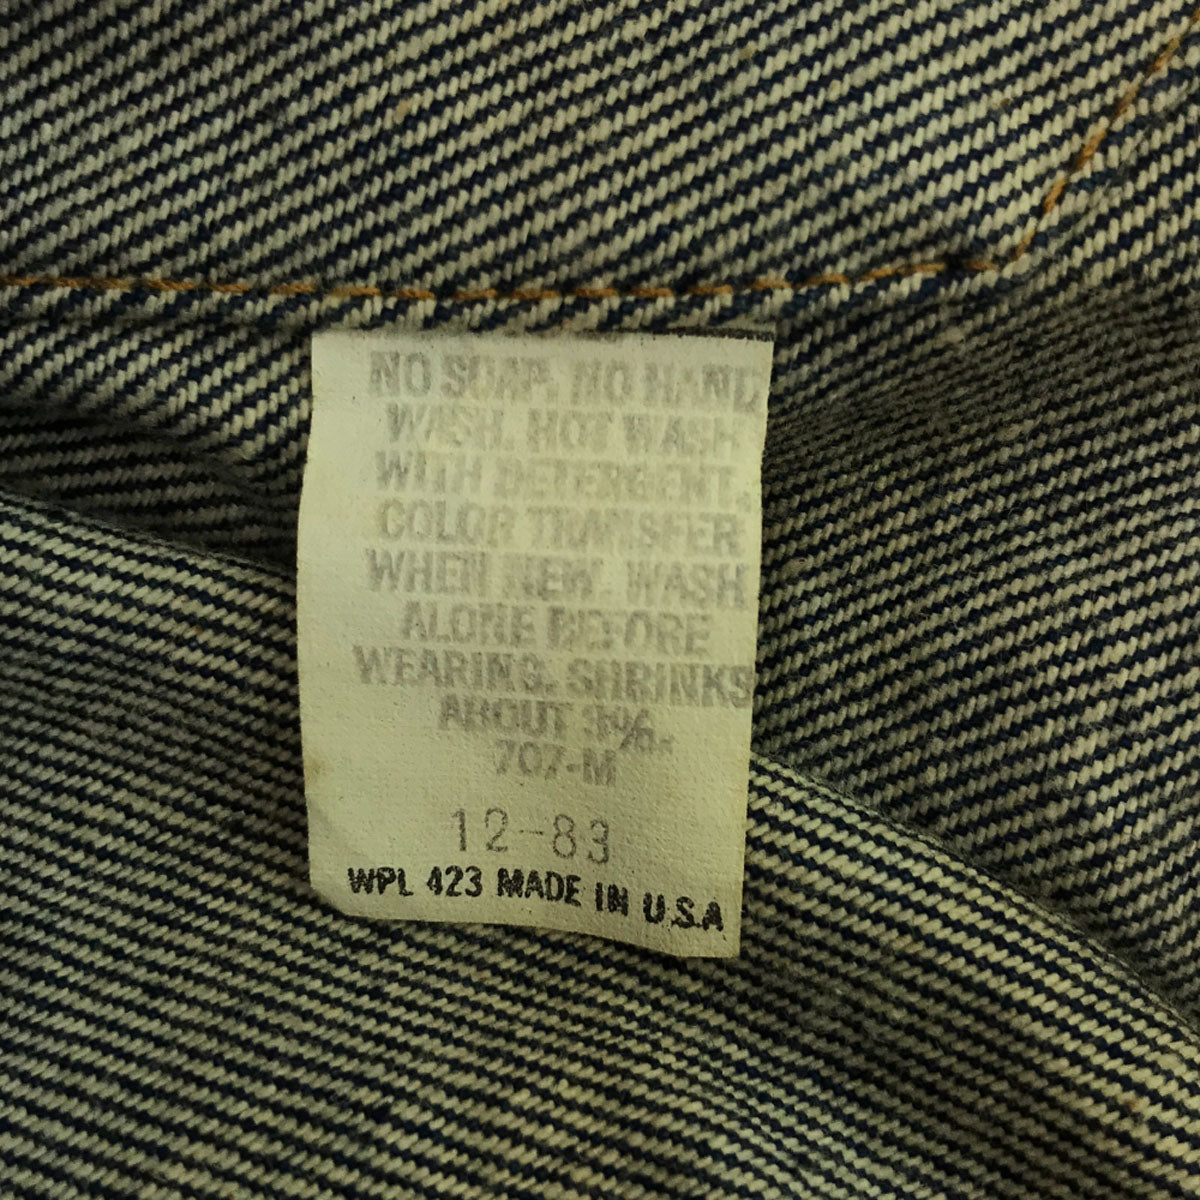 NO SOAP. NO HAND
WASH. HOT WASH
WITH DETERGENT.
COLOR TRANSFER
WHEN NEW. WASH
ALONE BEFORE
WEARING. SHRINKS
ABOUT
707-M
12-83
WPL 423 MADE IN U.S.A